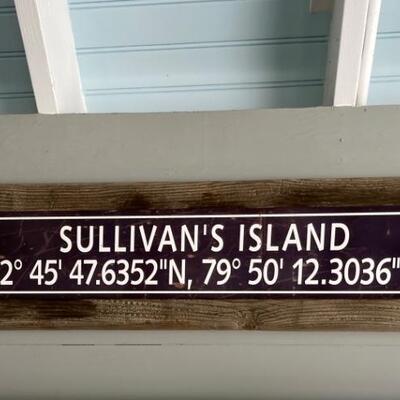 SULLIVAN'S ISLAND
2° 45' 47.6352"N, 79° 50' 12.3036"